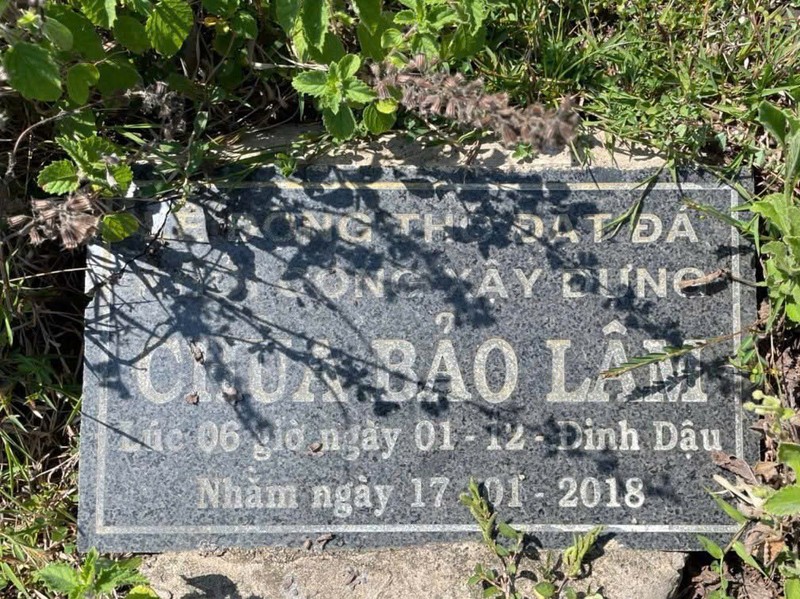 ĐỘNG THỔ ĐẶT ĐÁ
CÔNG XÂY DỰNG
CHÙA BẢO LÂM
Lúc 06 giờ ngày 01 - 12 - Đinh Dậu
Nhằm ngày 17 - 01 - 2018